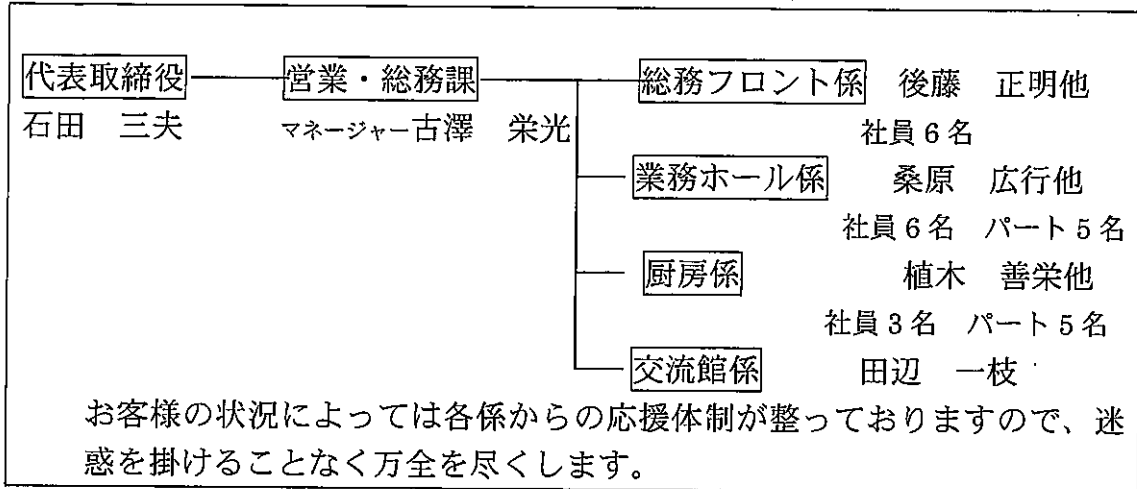 代表取締役 営業・総務課 総務フロント係 後藤 正明他
石田 三夫 マネージャー古澤 栄光 社員6名
業務ホール係 桑原 広行他
社員6名 パート5名
厨房係 植木 善栄他
社員3名 パート5名
交流館係 田辺 一枝
お客様の状況によっては各係からの応援体制が整っておりますので、迷
惑を掛けることなく万全を尽くします。